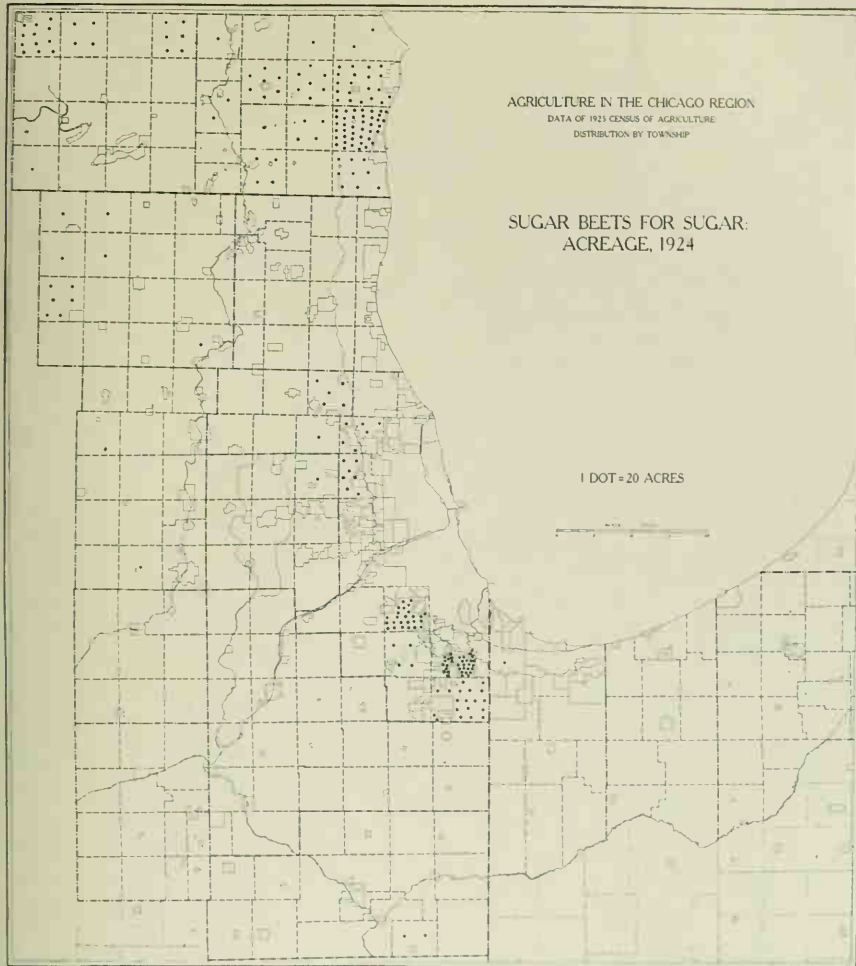 AGRICULTURE IN THE CHICAGO REGION
DATA OF 1925 CENSUS OF AGRICULTURE
DISTRIBUTION BY TOWNSHIP
SUGAR BEETS FOR SUGAR:
ACREAGE, 1924
1 DOT = 20 ACRES